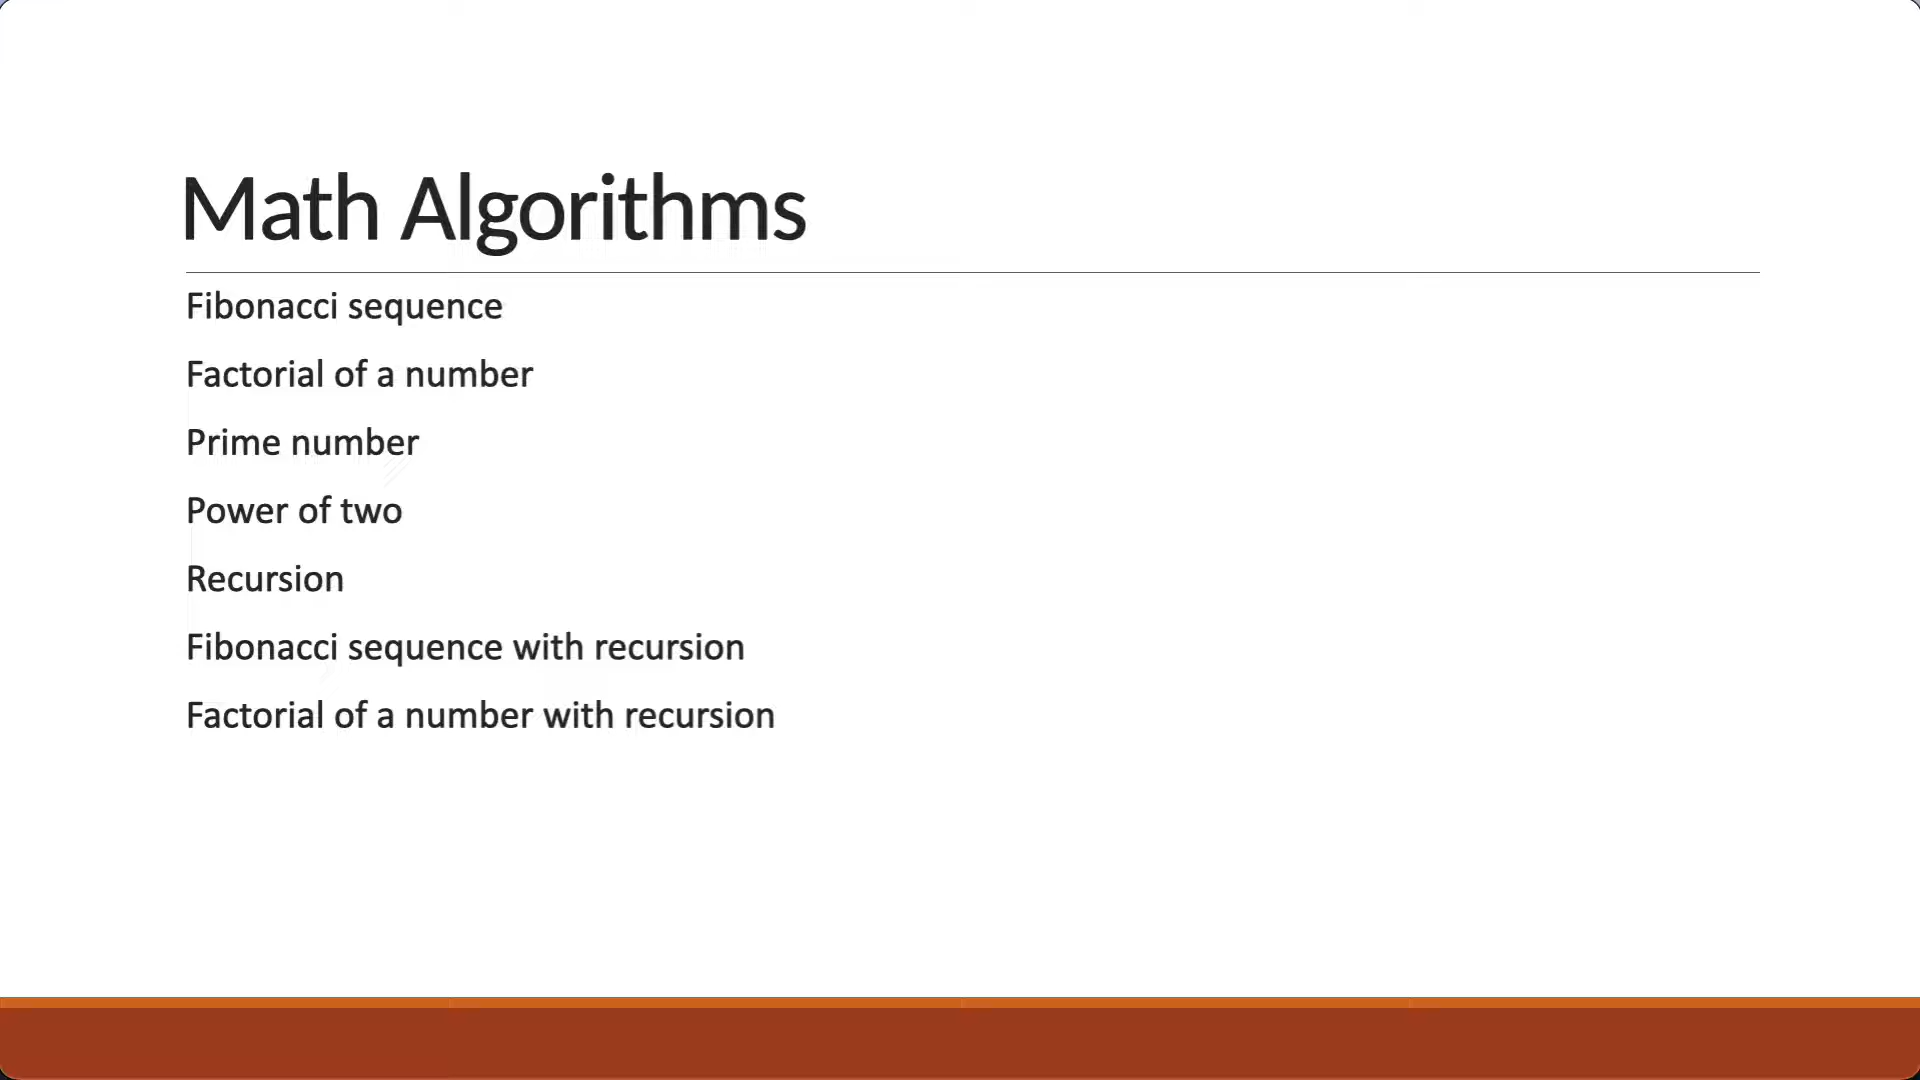 Math Algorithms
Fibonacci sequence
Factorial of a number
Prime number
Power of two
Recursion
Fibonacci sequence with recursion
Factorial of a number with recursion